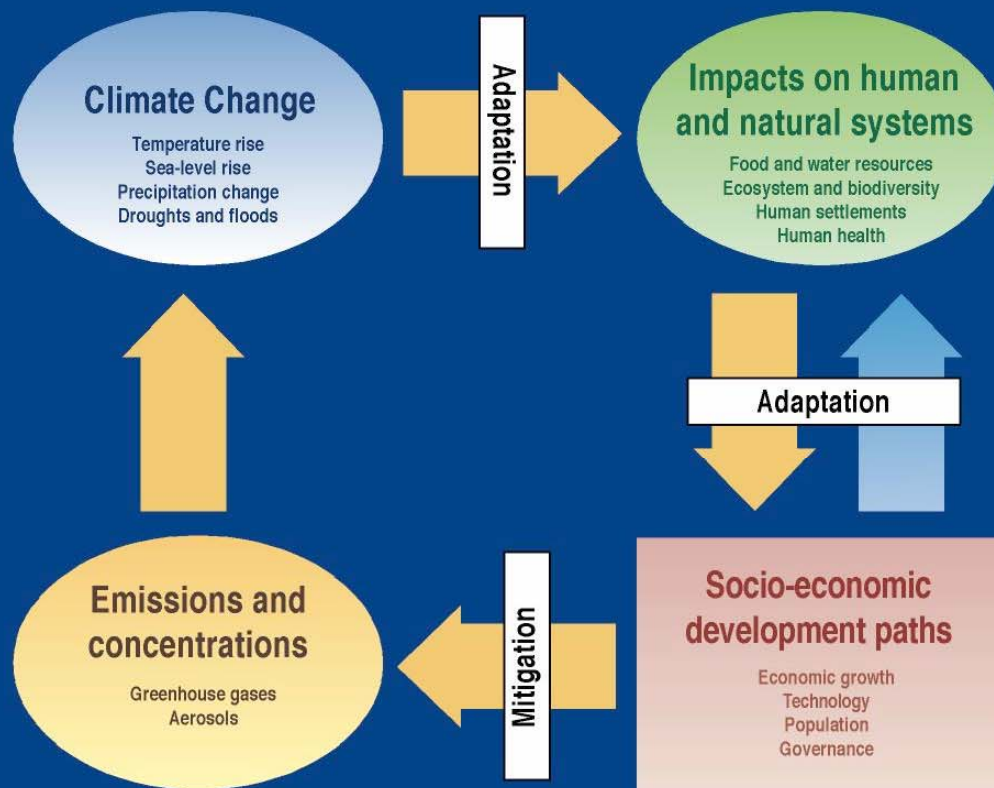 Climate Change
Temperature rise
Sea-level rise
Precipitation change
Droughts and floods
Adaptation
Impacts on human
and natural systems
Food and water resources
Ecosystem and biodiversity
Human settlements
Human health
Adaptation
Emissions and
concentrations
Greenhouse gases
Aerosols
Mitigation
Socio-economic
development paths
Economic growth
Technology
Population
Governance